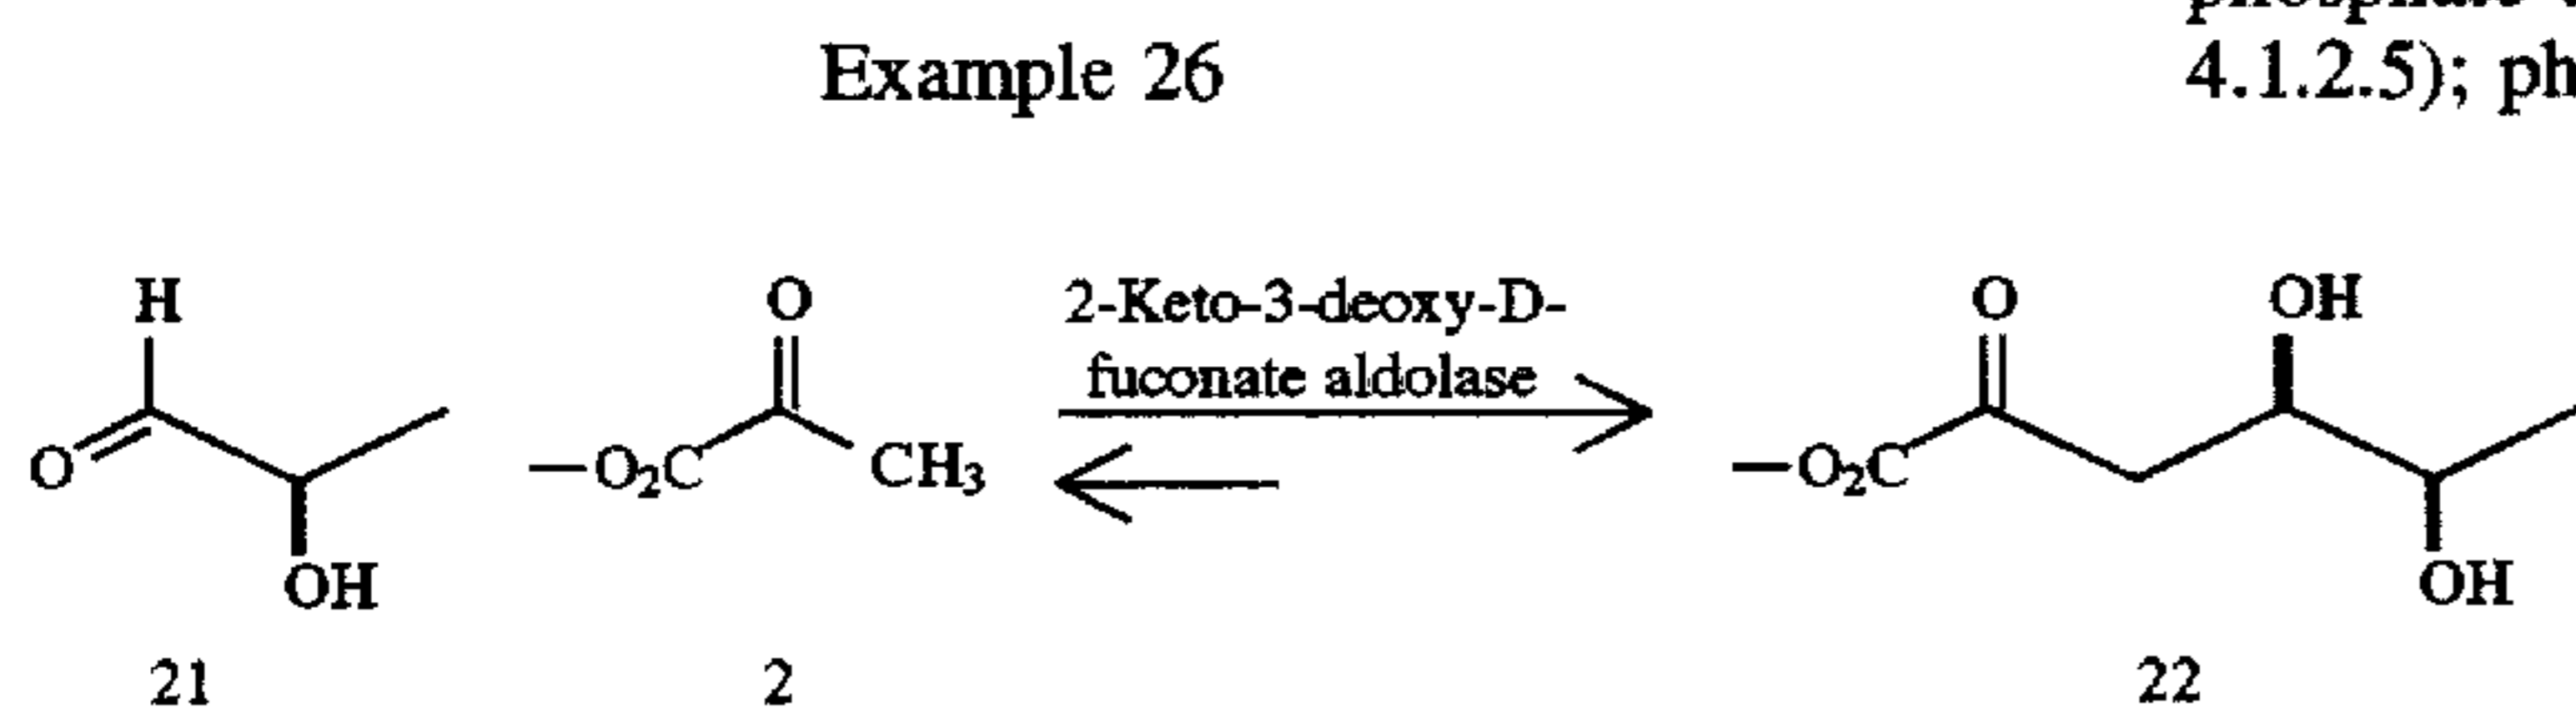 4.1.2.5); ph
Example 26
H
O
OH
21
O
−O₂C
CH₃
2
2-Keto-3-deoxy-D-
fuconate aldolase
O
OH
−O₂C
OH
22